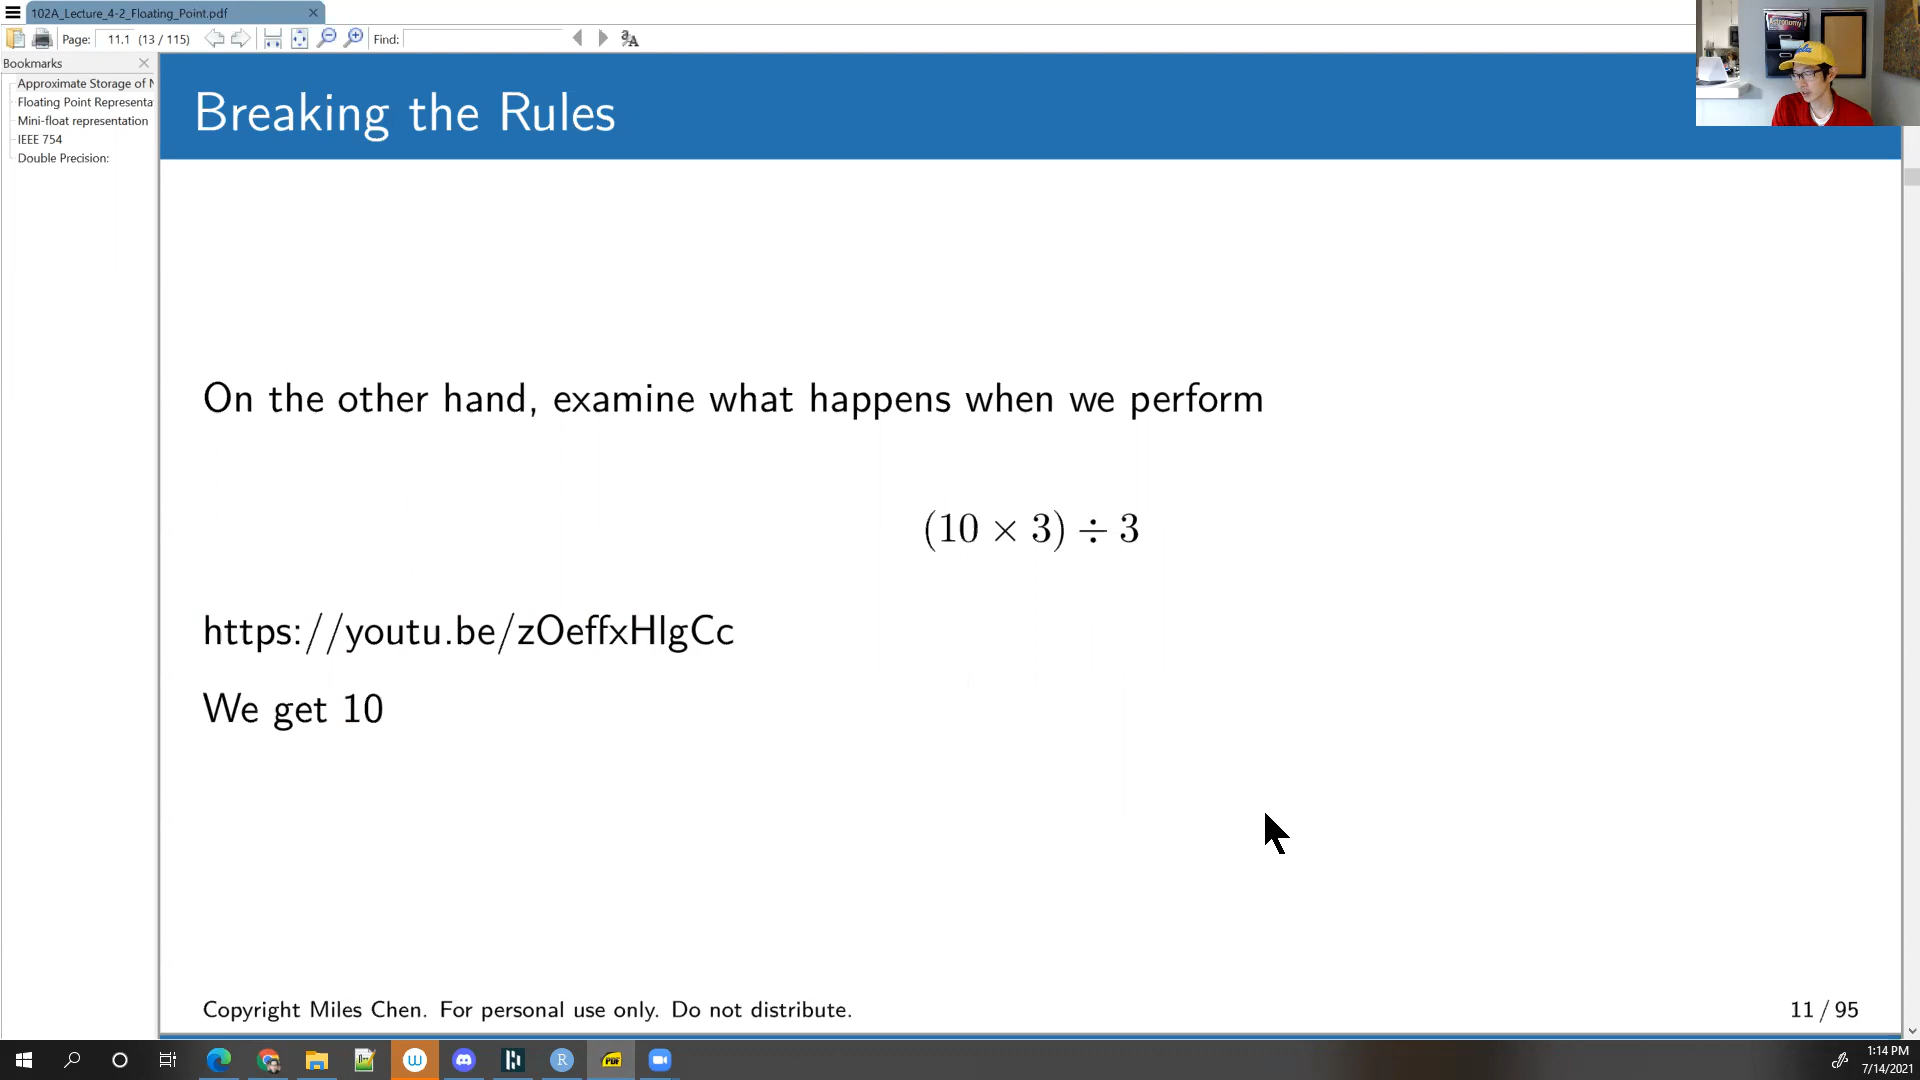 102A_Lecture_4-2_Floating_Point.pdf
Page: 11.1 (13 / 115) Find:
Bookmarks
Approximate Storage of N
Floating Point Representa
Mini-float representation
IEEE 754
Double Precision:
Breaking the Rules
On the other hand, examine what happens when we perform
(10 × 3) ÷ 3
https://youtu.be/zOeffxHlgCc
We get 10
Copyright Miles Chen. For personal use only. Do not distribute.
11 / 95
1:14 PM
7/14/2021